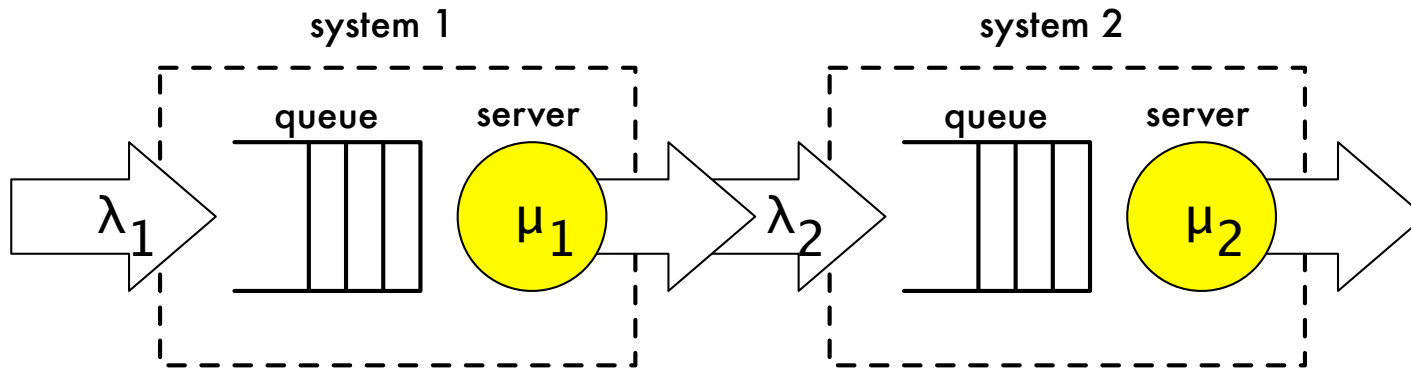 system 1
system 2
queue
server
queue
server
λ1
μ1
λ2
μ2